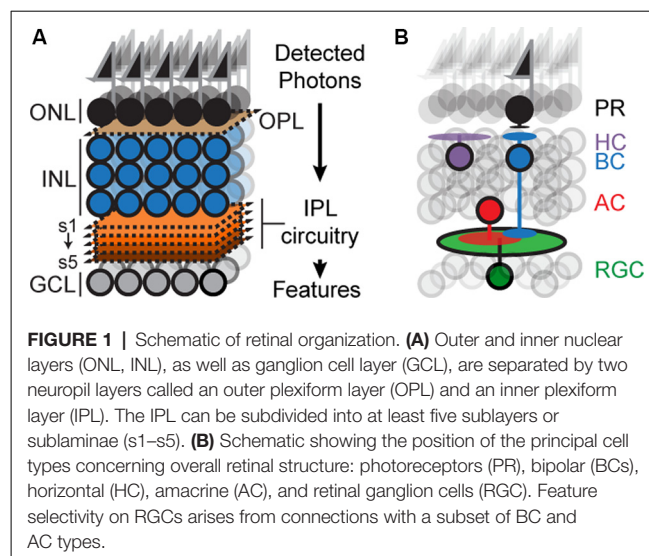 A
B
Detected
Photons
ONL
OPL
INL
s1
s5
GCL
IPL
circuitry
Features
PR
HC
BC
AC
RGC
FIGURE 1 | Schematic of retinal organization. (A) Outer and inner nuclear
layers (ONL, INL), as well as ganglion cell layer (GCL), are separated by two
neuropil layers called an outer plexiform layer (OPL) and an inner plexiform
layer (IPL). The IPL can be subdivided into at least five sublayers or
sublaminae (s1–s5). (B) Schematic showing the position of the principal cell
types concerning overall retinal structure: photoreceptors (PR), bipolar (BCs),
horizontal (HC), amacrine (AC), and retinal ganglion cells (RGC). Feature
selectivity on RGCs arises from connections with a subset of BC and
AC types.